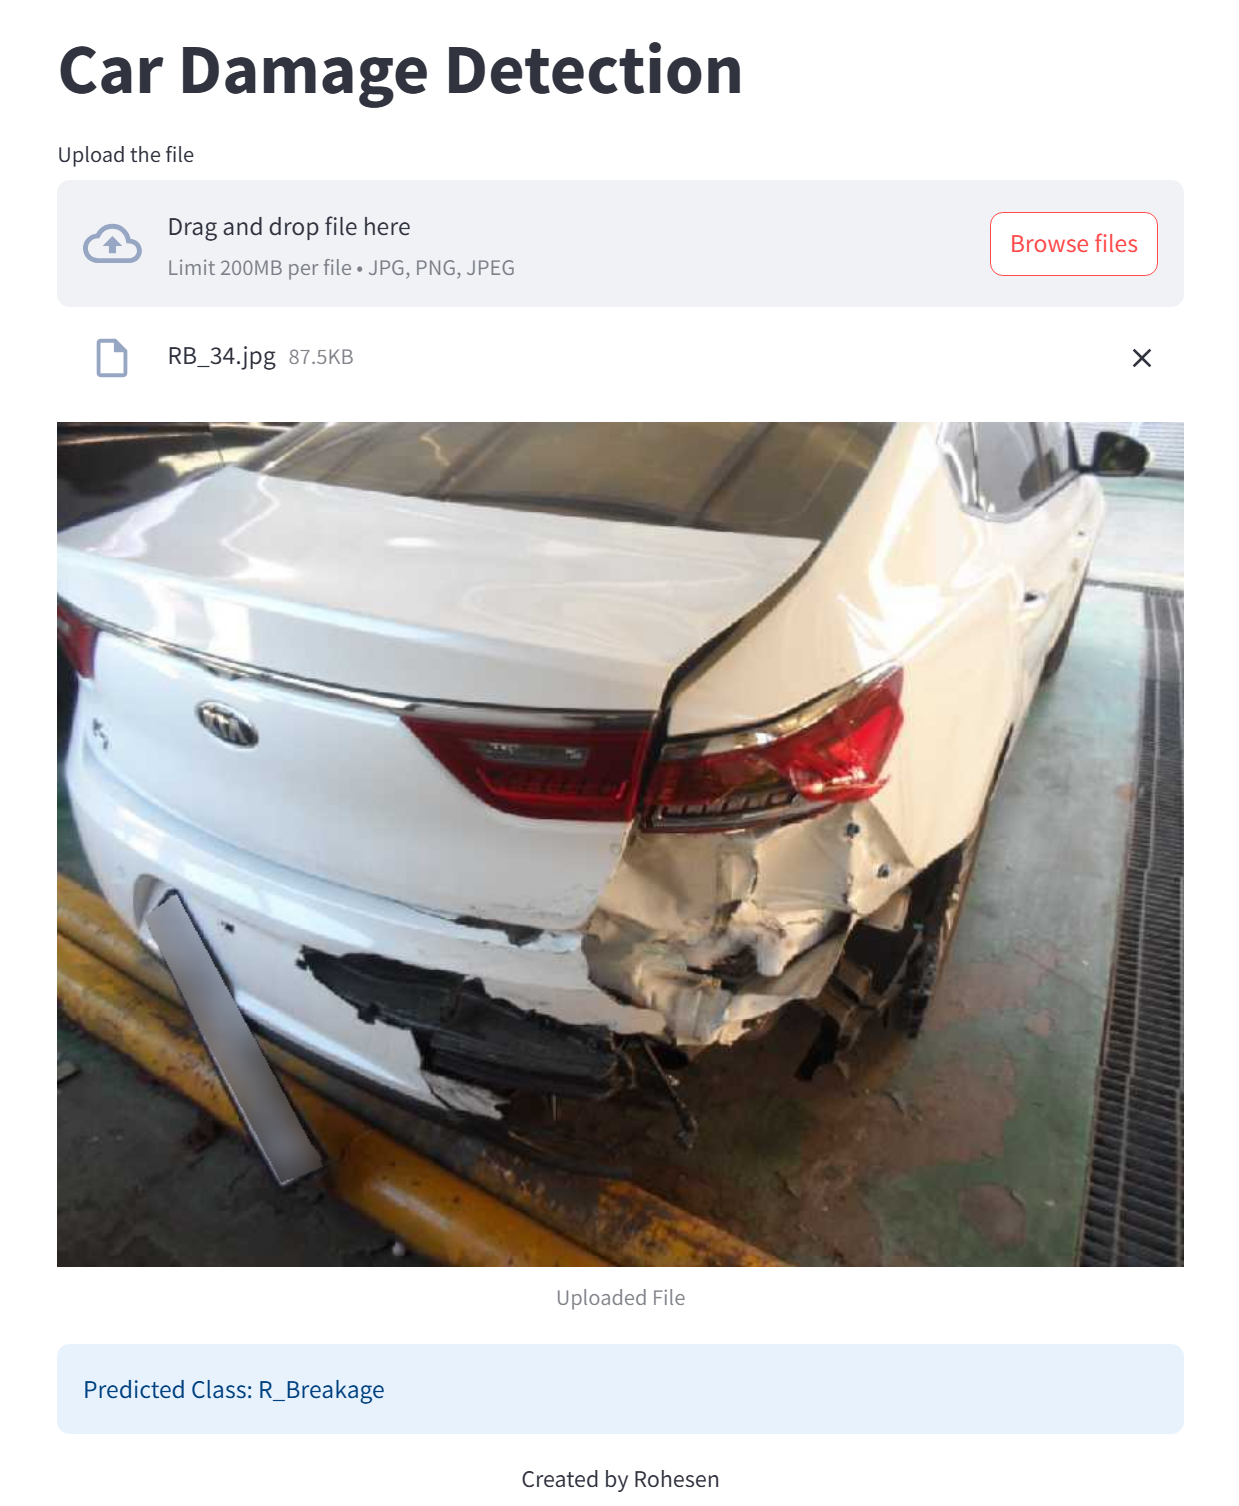 Car Damage Detection
Upload the file
Drag and drop file here
Limit 200MB per file • JPG, PNG, JPEG
Browse files
RB_34.jpg 87.5KB
KIA
K7
Uploaded File
Predicted Class: R_Breakage
Created by Rohesen